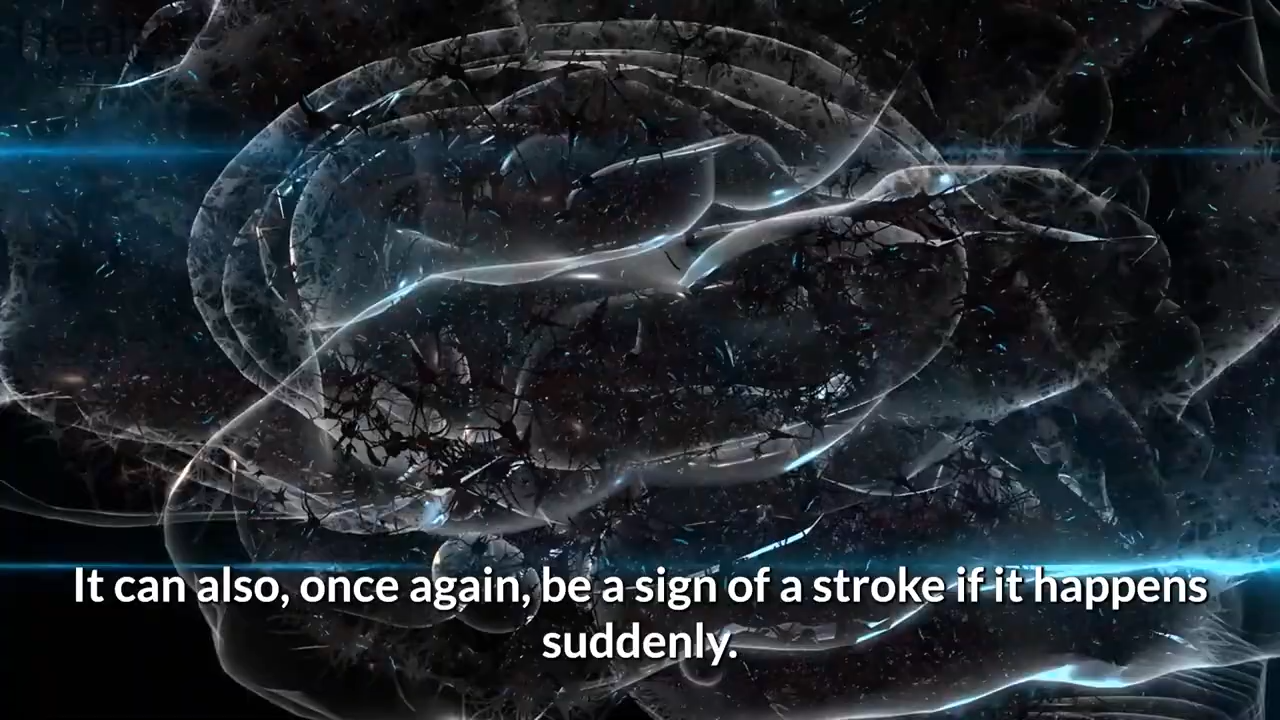 It can also, once again, be a sign of a stroke if it happens
suddenly.